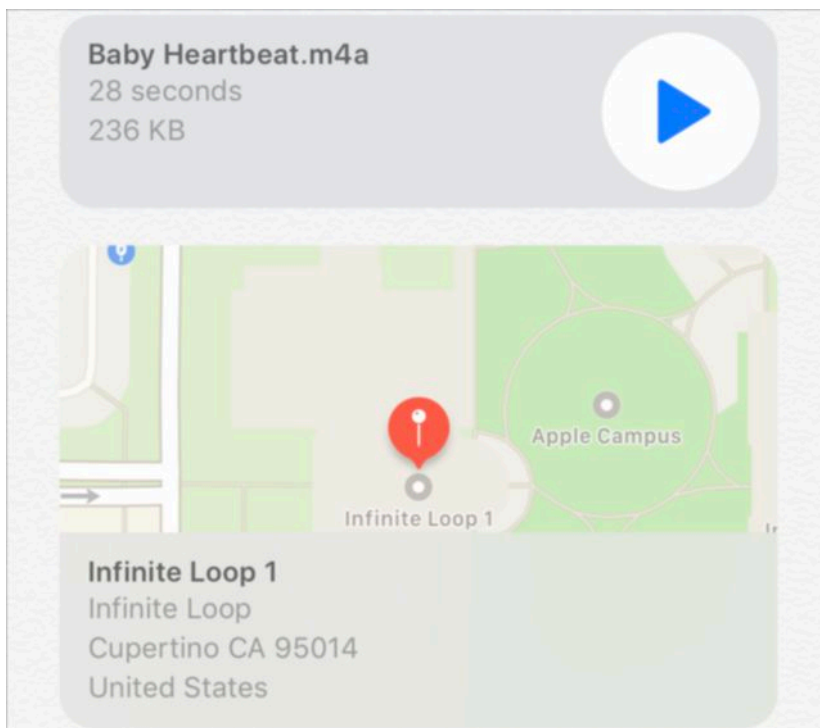 Baby Heartbeat.m4a
28 seconds
236 KB
Apple Campus
Infinite Loop 1
Infinite Loop 1
Infinite Loop
Cupertino CA 95014
United States